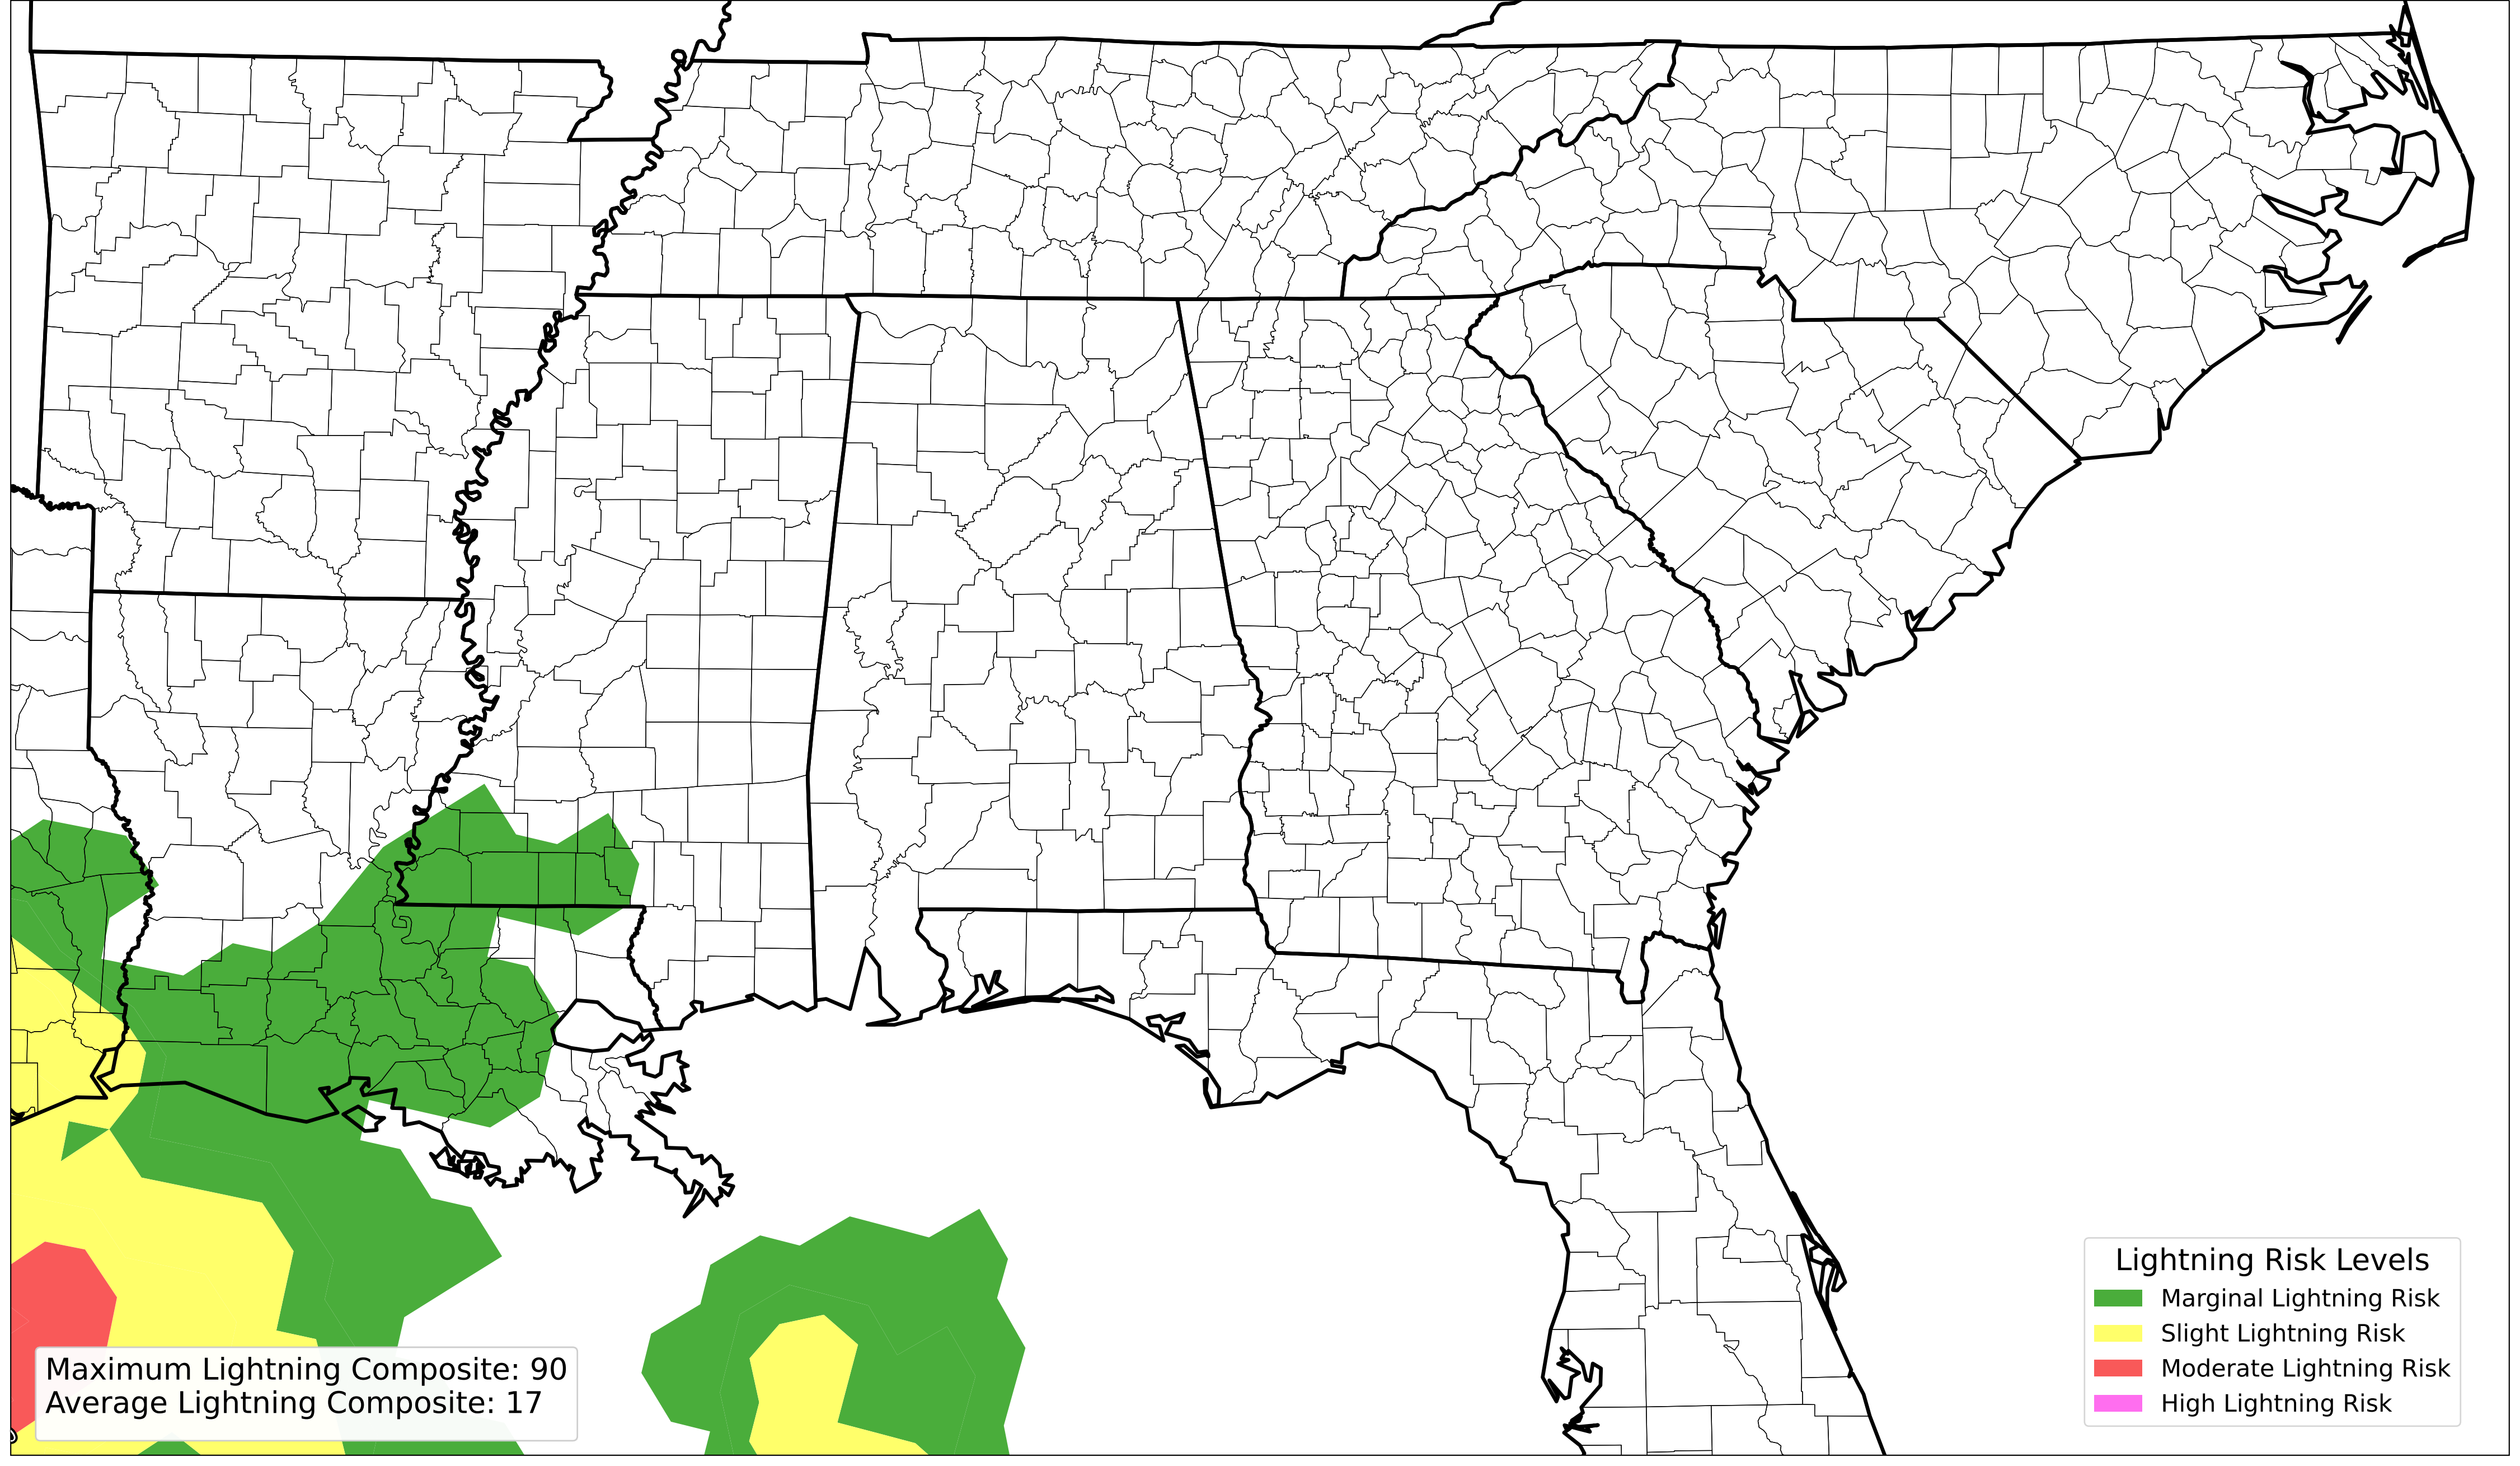 Maximum Lightning Composite: 90
Average Lightning Composite: 17
Lightning Risk Levels
Marginal Lightning Risk
Slight Lightning Risk
Moderate Lightning Risk
High Lightning Risk